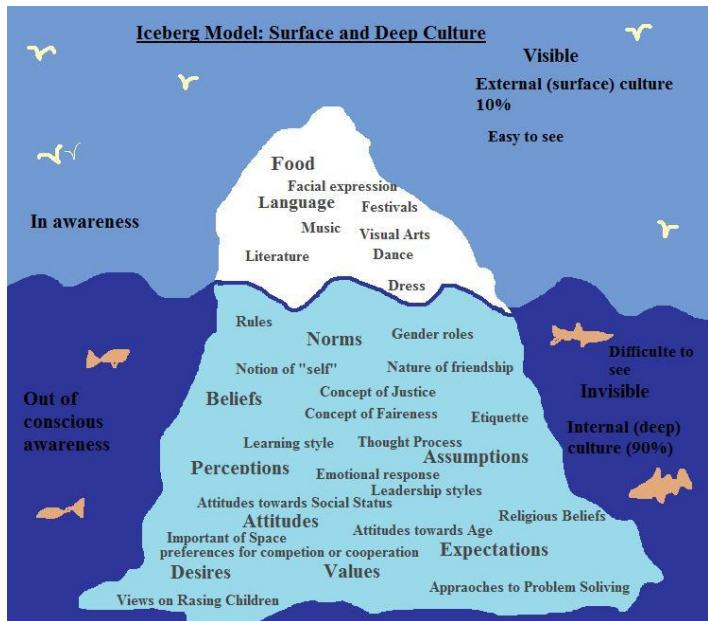 Iceberg Model: Surface and Deep Culture
Visible
External (surface) culture
10%
Easy to see
Food
Facial expression
Language
Festivals
In awareness
Music
Visual Arts
Literature
Dance
Dress
Rules
Norms
Gender roles
Difficulte to
see
Notion of "self"
Nature of friendship
Invisible
Out of
conscious
awareness
Beliefs
Concept of Justice
Concept of Faireness
Etiquette
Internal (deep)
culture (90%)
Learning style
Thought Process
Perceptions
Assumptions
Emotional response
Leadership styles
Attitudes towards Social Status
Attitudes
Religious Beliefs
Important of Space
Attitudes towards Age
preferences for competion or cooperation
Expectations
Desires
Values
Appraoches to Problem Soliving
Views on Rasing Children